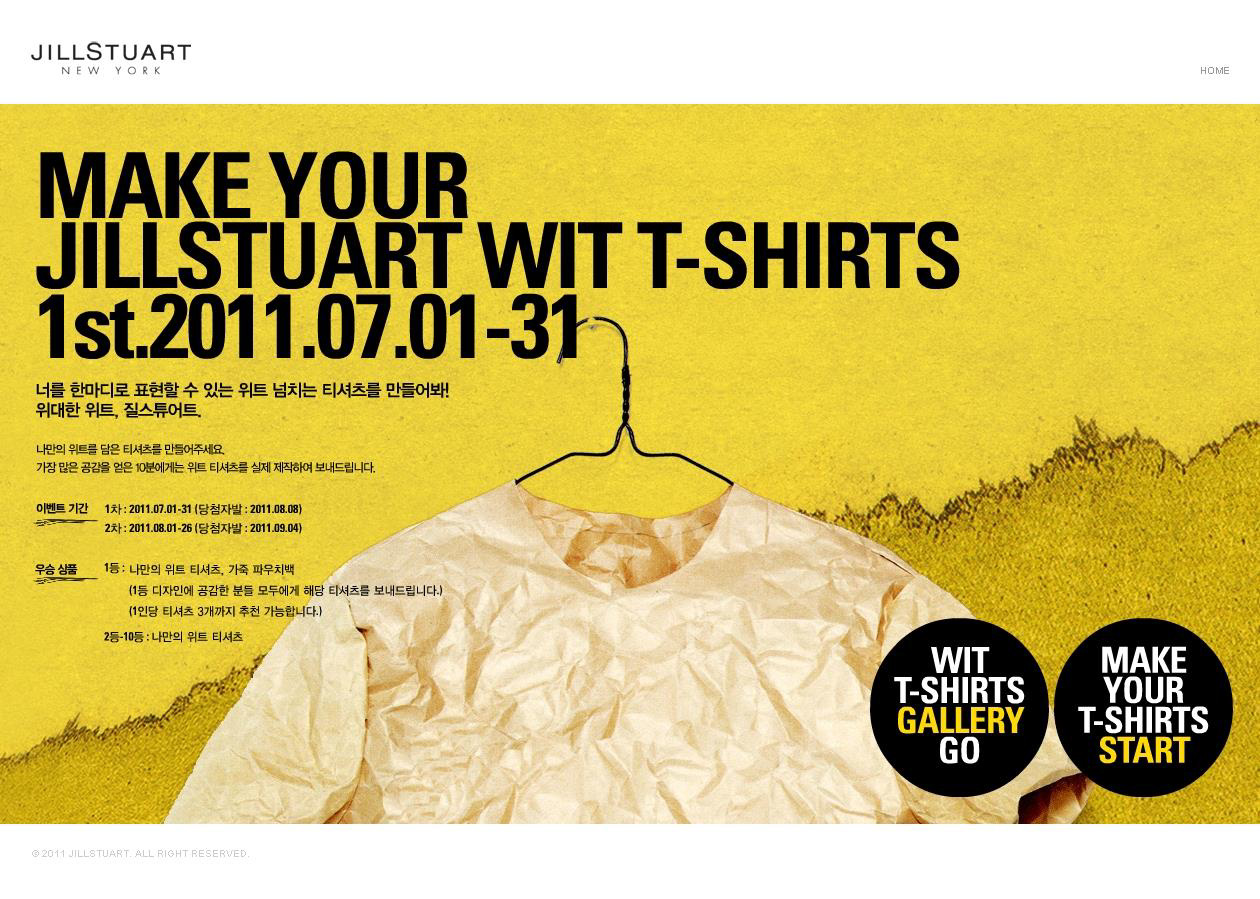 JILLSTUART
NEW YORK
HOME
MAKE YOUR
JILLSTUART WIT T-SHIRTS
1st.2011.07.01-31
너를 한마디로 표현할 수 있는 위트 넘치는 티셔츠를 만들어봐!
위대한 위트, 질스튜어트.
나만의 위트를 담은 티셔츠를 만들어주세요.
가장 많은 공감을 얻은 10분에게는 위트 티셔츠를 실제 제작하여 보내드립니다.
이벤트 기간 1차 : 2011.07.01-31 (당첨자발 : 2011.08.08)
2차 : 2011.08.01-26 (당첨자발 : 2011.09.04)
우승 상품 1등 : 나만의 위트 티셔츠, 가죽 파우치백
(1등 디자인에 공감한 분들 모두에게 해당 티셔츠를 보내드립니다.)
(1인당 티셔츠 3개까지 추천 가능합니다.)
2등-10등 : 나만의 위트 티셔츠
WIT
T-SHIRTS
GALLERY
GO
MAKE
YOUR
T-SHIRTS
START
© 2011 JILLSTUART. ALL RIGHT RESERVED.